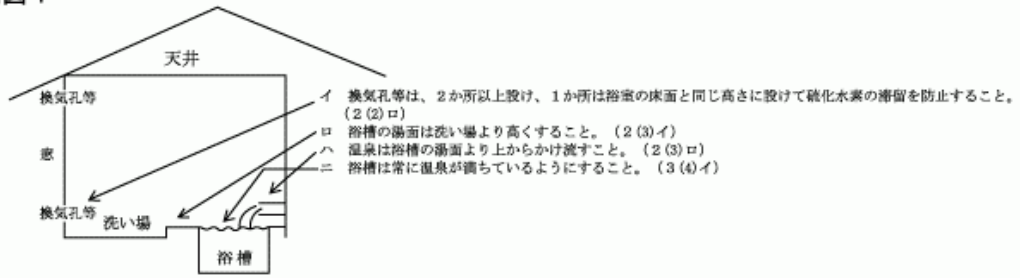 天井
換気孔等
イ 換気孔等は、2か所以上設け、1か所は浴室の床面と同じ高さに設けて硫化水素の滞留を防止すること。
(2(2)ロ)
ロ 浴槽の湯面は洗い場より高くすること。(2(3)イ)
窓
ハ 温泉は浴槽の湯面より上からかけ流すこと。(2(3)ロ)
ニ 浴槽は常に温泉が満ちているようにすること。(3(4)イ)
換気孔等
洗い場
浴槽